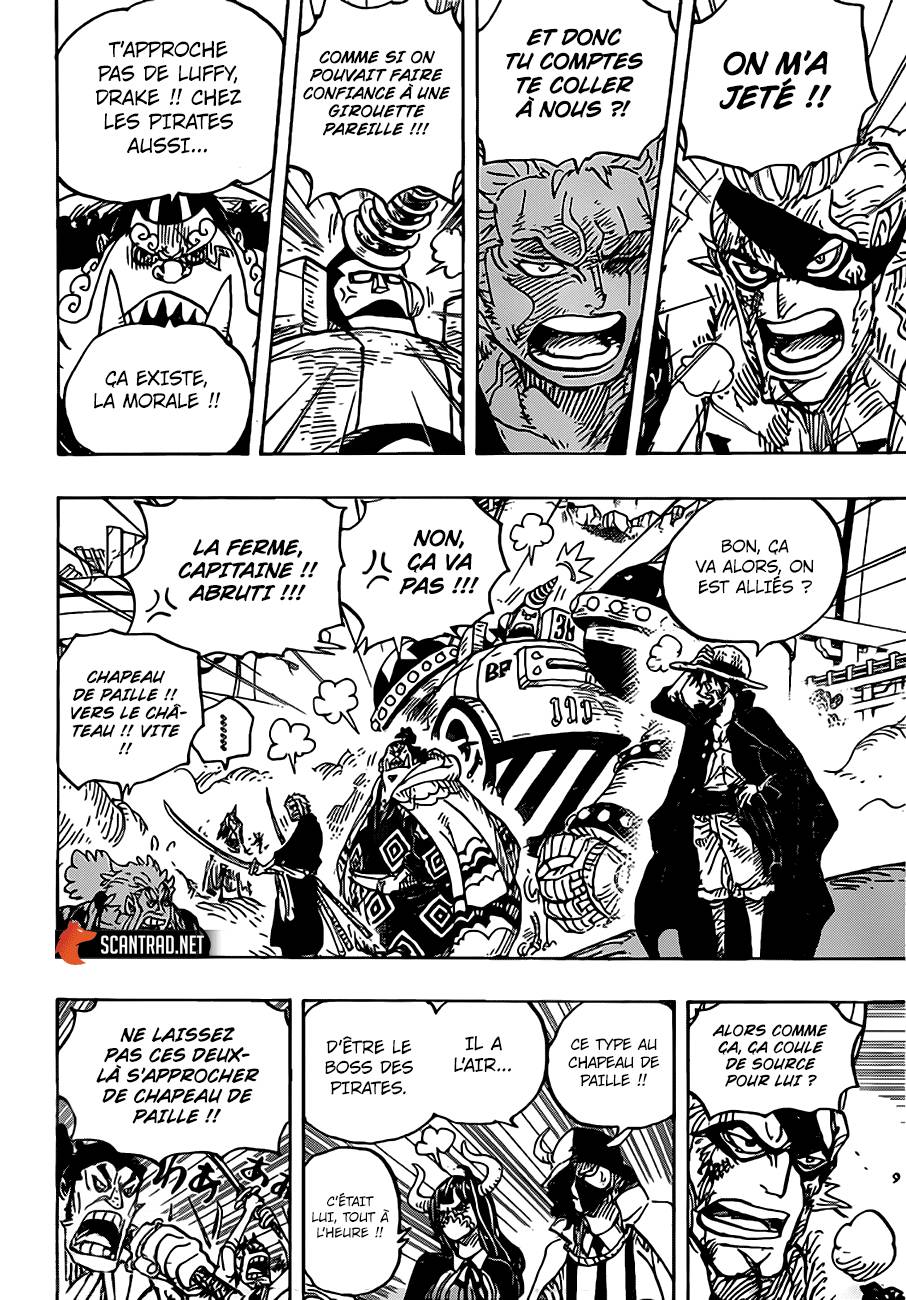 ON M'A
JETÉ !!
ET DONC
TU COMPTES
TE COLLER
À NOUS ?!
COMME SI ON
POUVAIT FAIRE
CONFIANCE À UNE
GIROUETTE
PAREILLE !!!
T'APPROCHE
PAS DE LUFFY,
DRAKE !! CHEZ
LES PIRATES
AUSSI...
ÇA EXISTE,
LA MORALE !!
BON, ÇA
VA ALORS, ON
EST ALLIÉS ?
NON,
ÇA VA
PAS !!!
LA FERME,
CAPITAINE !!
ABRUTI !!!
CHAPEAU
DE PAILLE !!
VERS LE CHÂ-
TEAU !! VITE
!!
BF
SCANTRAD.NET
ALORS COMME
ÇA, ÇA COULE
DE SOURCE
POUR LUI ?
CE TYPE AU
CHAPEAU DE
PAILLE !!
IL A
L'AIR...
D'ÊTRE LE
BOSS DES
PIRATES.
C'ÉTAIT
LUI, TOUT À
L'HEURE !!
NE LAISSEZ
PAS CES DEUX-
LÀ S'APPROCHER
DE CHAPEAU DE
PAILLE !!
わぁぁ
9